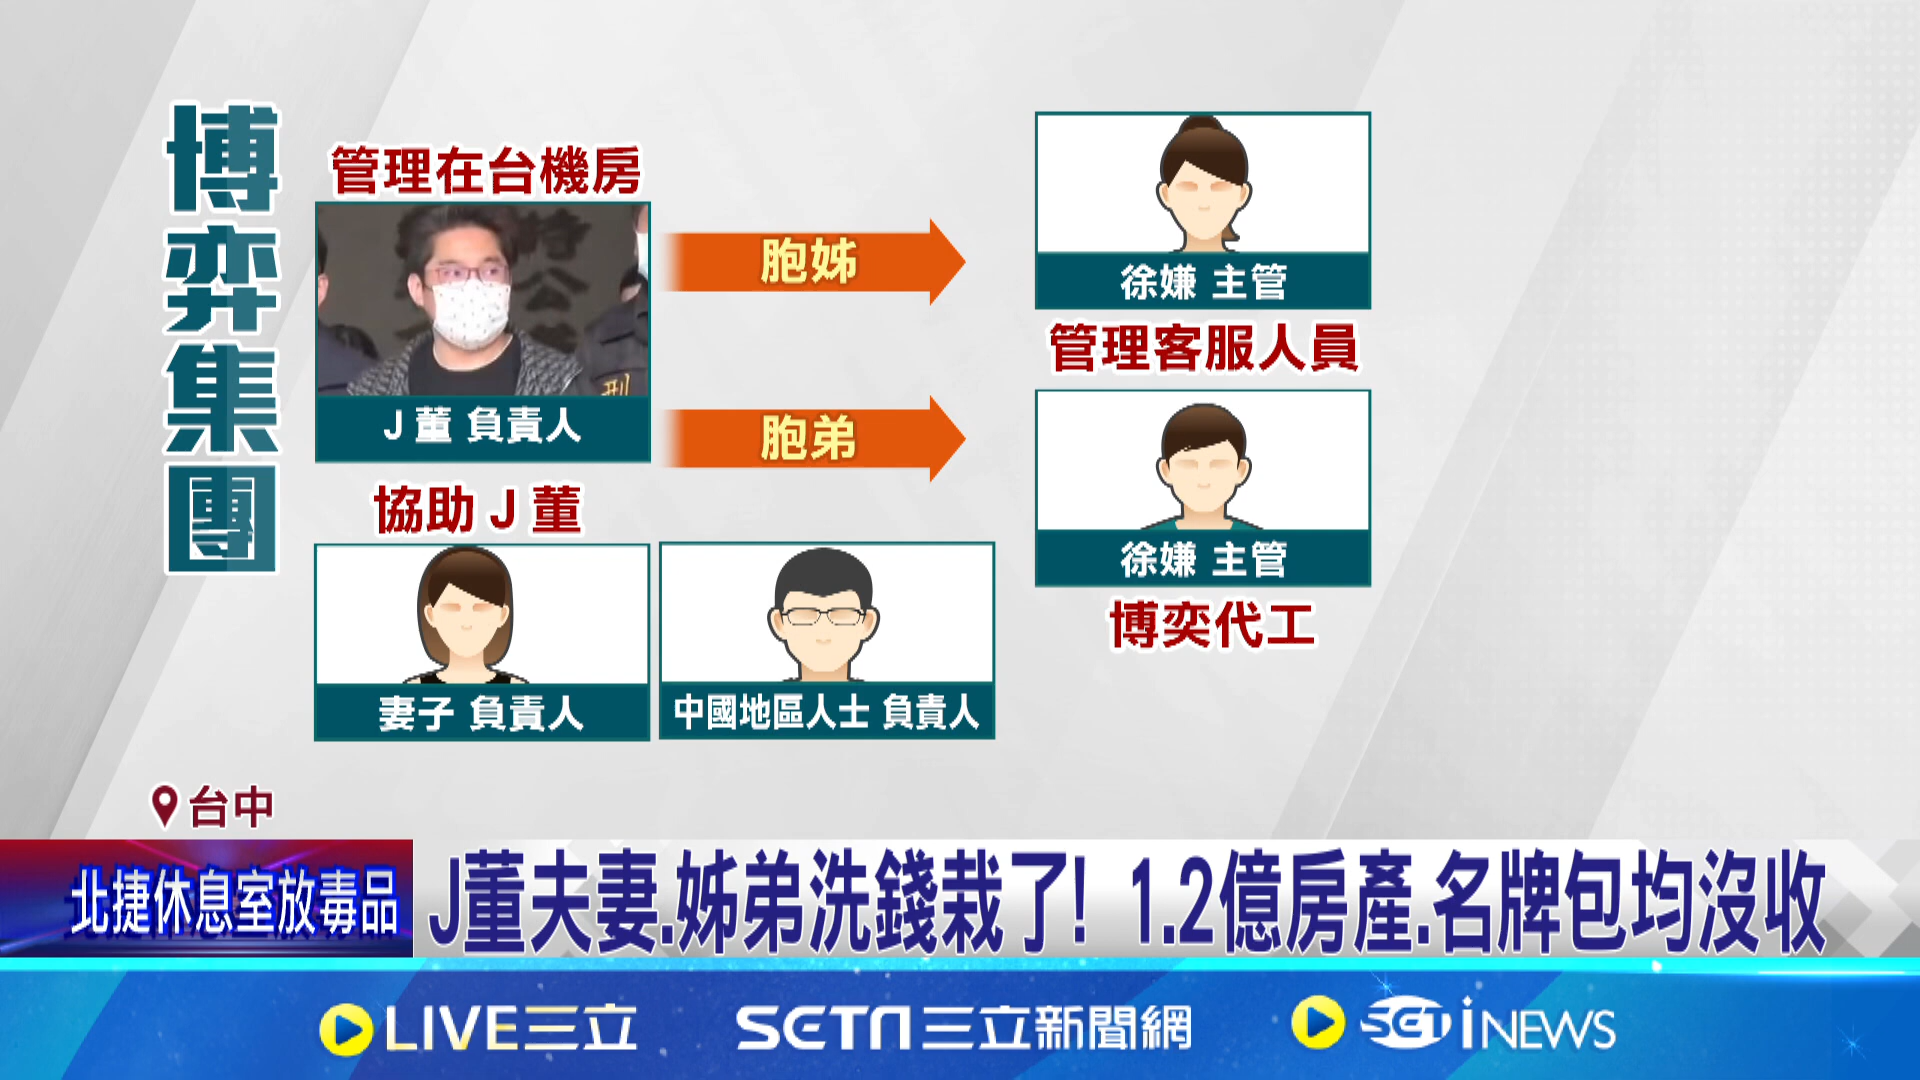 博弈集團
管理在台機房
J董 負責人
胞姊
徐嫌 主管
管理客服人員
胞弟
徐嫌 主管
博奕代工
協助J董
妻子 負責人
中國地區人士 負責人
刑
台中
北捷休息室放毒品
J董夫妻.姊弟洗錢栽了! 1.2億房產.名牌包均沒收
LIVE三立
SETN三立新聞網
SET iNEWS